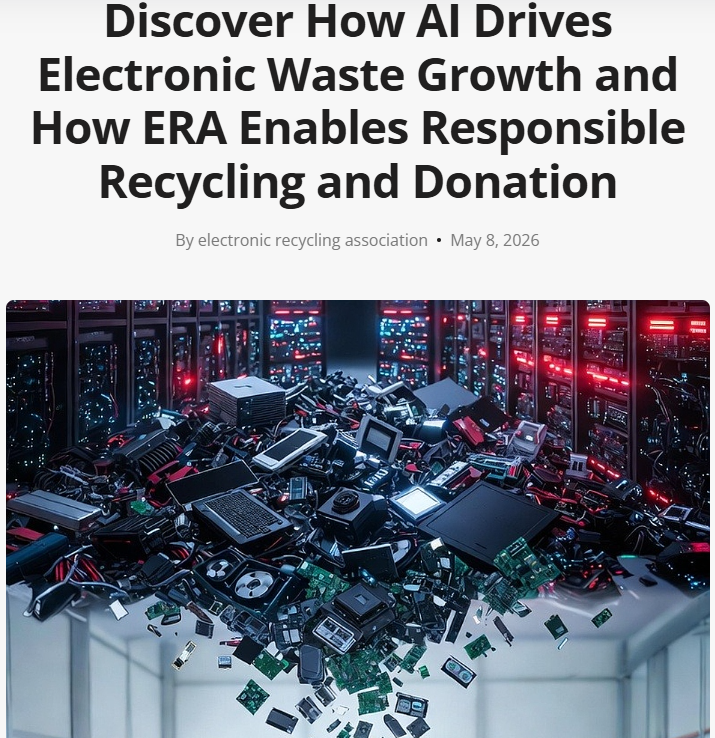 Discover How AI Drives
Electronic Waste Growth and
How ERA Enables Responsible
Recycling and Donation
By electronic recycling association • May 8, 2026